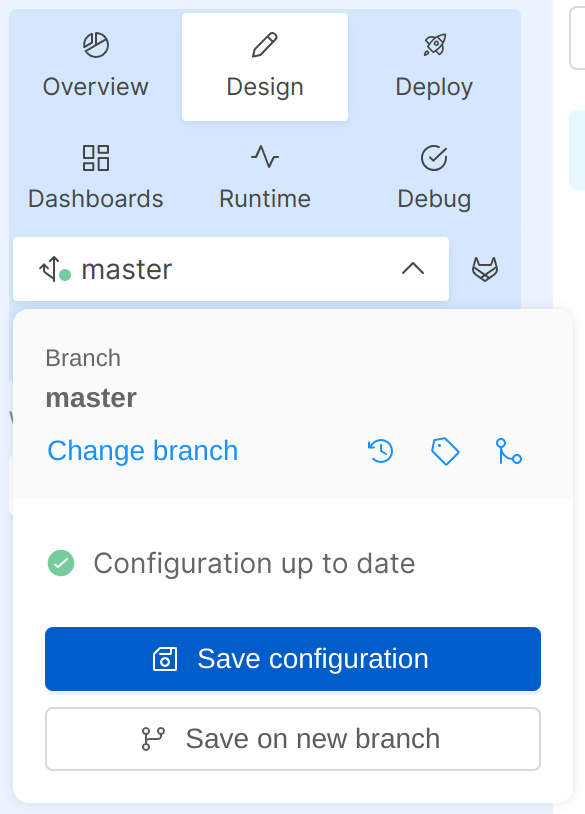 Overview
Design
Deploy
Dashboards
Runtime
Debug
master
Branch
master
Change branch
Configuration up to date
Save configuration
Save on new branch